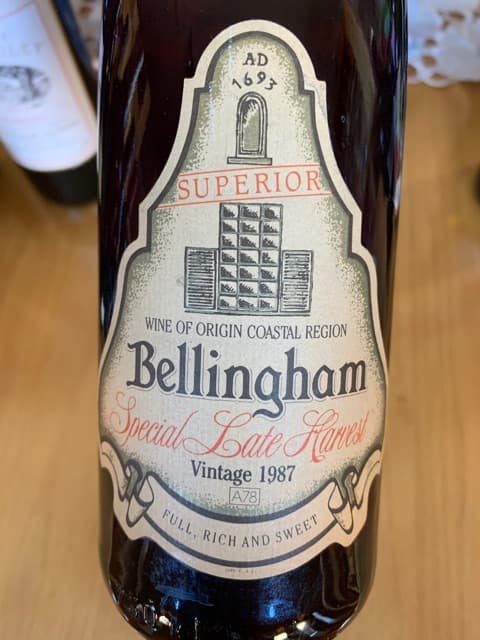 AD
1693
SUPERIOR
WINE OF ORIGIN COASTAL REGION
Bellingham
Special Late Harvest
Vintage 1987
A78
FULL, RICH AND SWEET